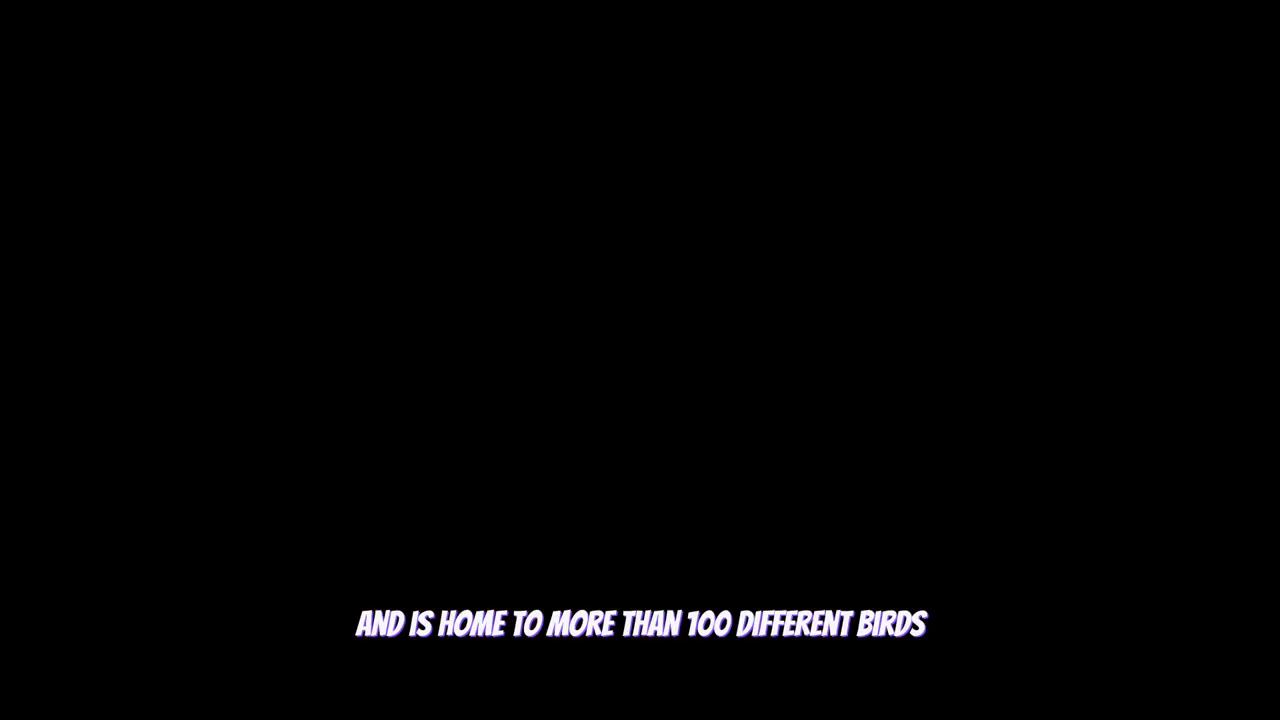 AND IS HOME TO MORE THAN 100 DIFFERENT BIRDS